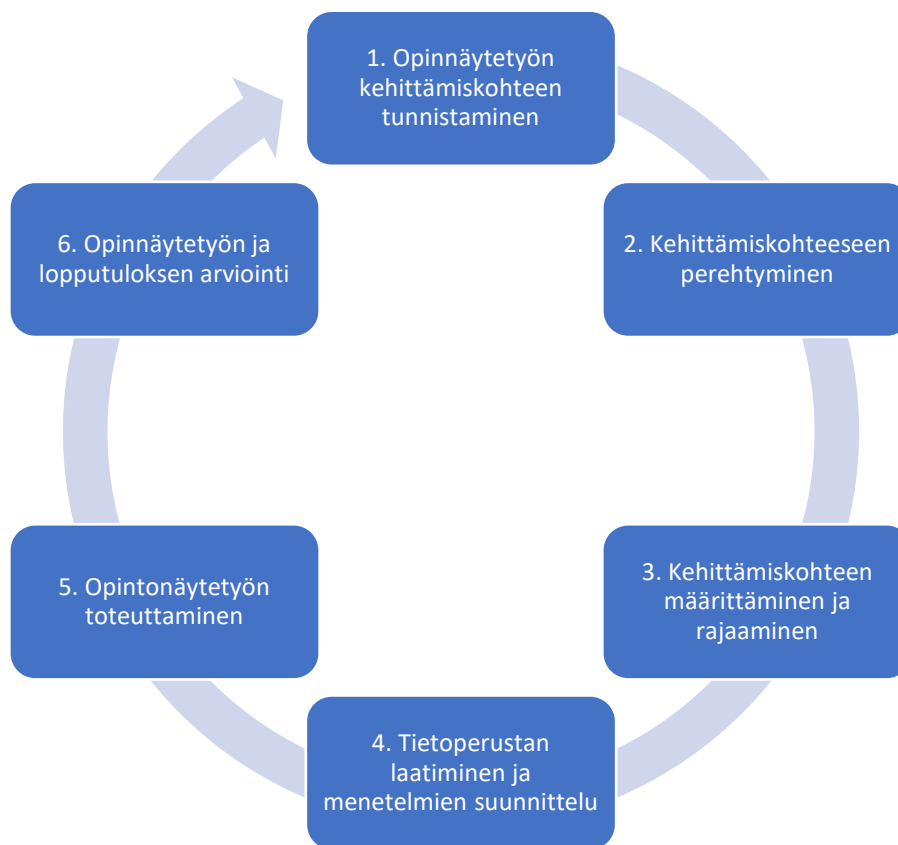 1. Opinnäytetyön
kehittämiskohteen
tunnistaminen
2. Kehittämiskohteeseen
perehtyminen
3. Kehittämiskohteen
määrittäminen ja
rajaaminen
4. Tietoperustan
laatiminen ja
menetelmien suunnittelu
5. Opintonäytetyön
toteuttaminen
6. Opinnäytetyön ja
lopputuloksen arviointi